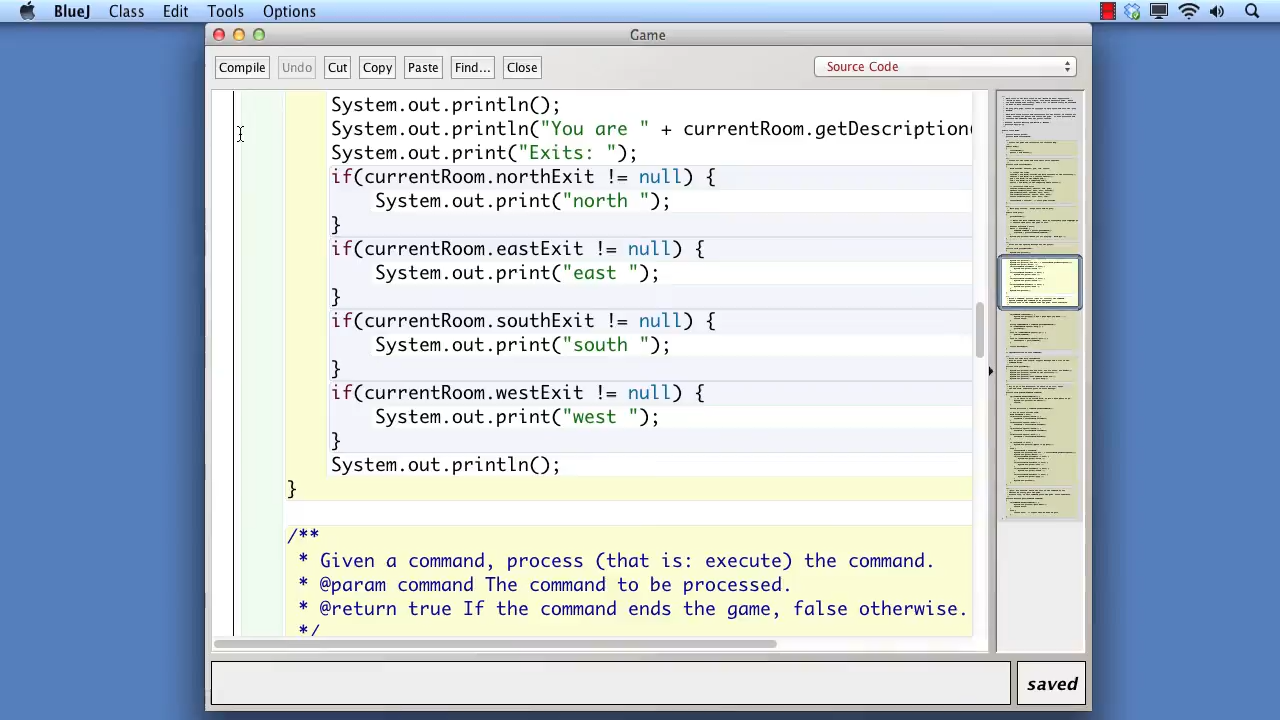 BlueJ Class Edit Tools Options
Game
Compile Undo Cut Copy Paste Find... Close Source Code
System.out.println();
System.out.println("You are " + currentRoom.getDescription(
System.out.print("Exits: ");
if(currentRoom.northExit != null) {
System.out.print("north ");
}
if(currentRoom.eastExit != null) {
System.out.print("east ");
}
if(currentRoom.southExit != null) {
System.out.print("south ");
}
if(currentRoom.westExit != null) {
System.out.print("west ");
}
System.out.println();
}
/**
* Given a command, process (that is: execute) the command.
* @param command The command to be processed.
* @return true If the command ends the game, false otherwise.
*/
saved